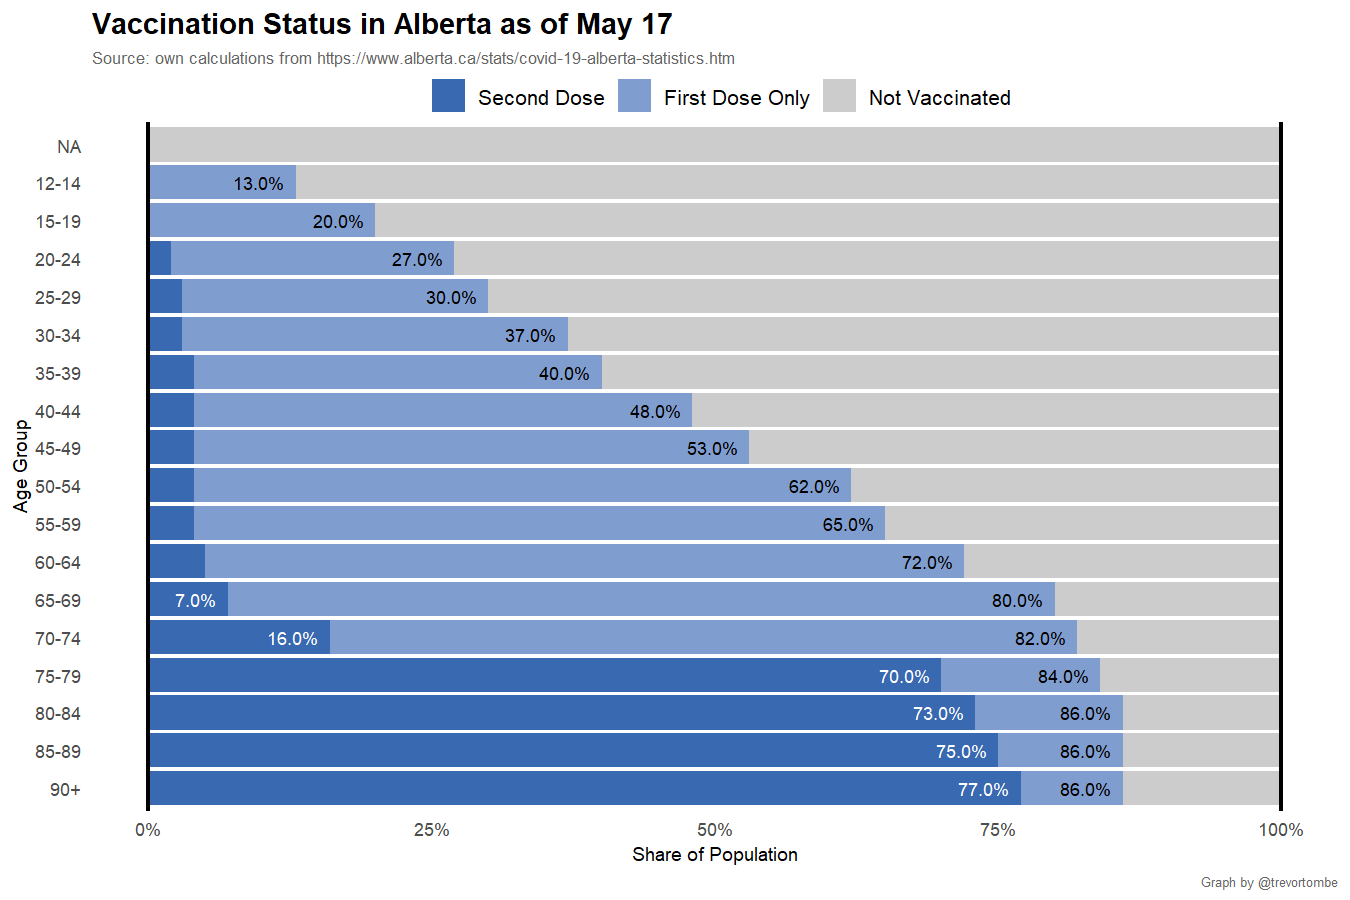 Vaccination Status in Alberta as of May 17
Source: own calculations from https://www.alberta.ca/stats/covid-19-alberta-statistics.htm
Second Dose First Dose Only Not Vaccinated
NA
12-14 13.0%
15-19 20.0%
20-24 27.0%
25-29 30.0%
30-34 37.0%
35-39 40.0%
40-44 48.0%
45-49 53.0%
Age Group
50-54 62.0%
55-59 65.0%
60-64 72.0%
65-69 7.0% 80.0%
70-74 16.0% 82.0%
75-79 70.0% 84.0%
80-84 73.0% 86.0%
85-89 75.0% 86.0%
90+ 77.0% 86.0%
0% 25% 50% 75% 100%
Share of Population
Graph by @trevortombe